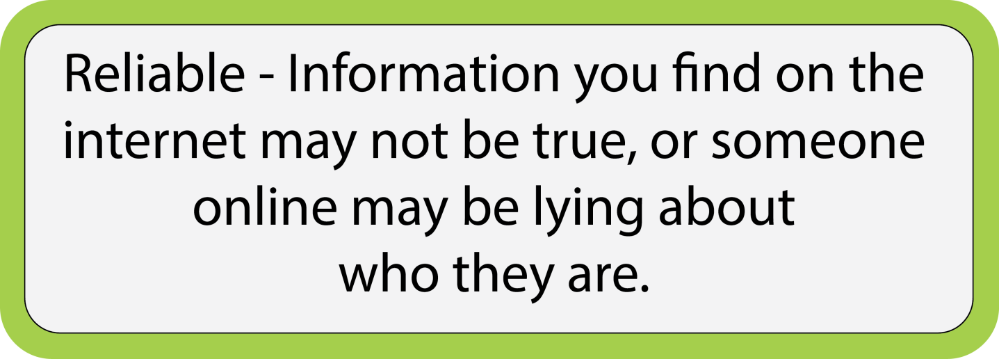 Reliable - Information you find on the
internet may not be true, or someone
online may be lying about
who they are.